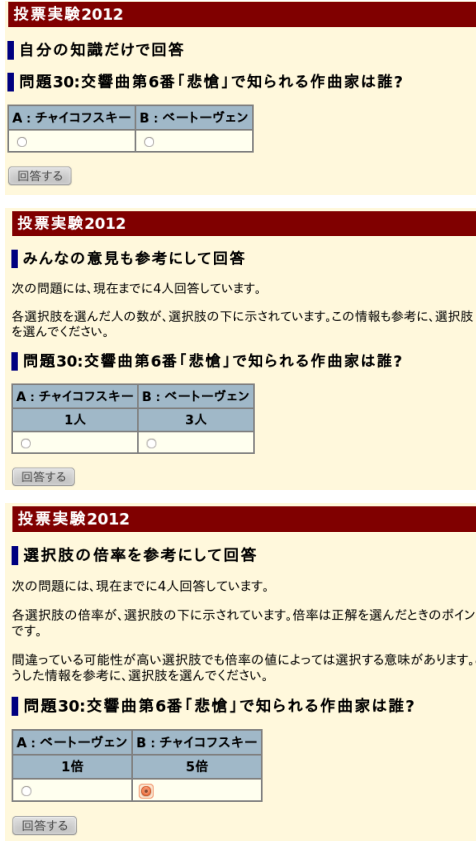 投票実験2012
自分の知識だけで回答
問題30:交響曲第6番「悲愴」で知られる作曲家は誰?
A:チャイコフスキー B:ベートーヴェン
回答する
投票実験2012
みんなの意見も参考にして回答
次の問題には、現在までに4人回答しています。
各選択肢を選んだ人の数が、選択肢の下に示されています。この情報も参考に、選択肢
を選んでください。
問題30:交響曲第6番「悲愴」で知られる作曲家は誰?
A:チャイコフスキー B:ベートーヴェン
1人 3人
回答する
投票実験2012
選択肢の倍率を参考にして回答
次の問題には、現在までに4人回答しています。
各選択肢の倍率が、選択肢の下に示されています。倍率は正解を選んだときのポイン
です。
間違っている可能性が高い選択肢でも倍率の値によっては選択する意味があります。
うした情報を参考に、選択肢を選んでください。
問題30:交響曲第6番「悲愴」で知られる作曲家は誰?
A:ベートーヴェン B:チャイコフスキー
1倍 5倍
回答する